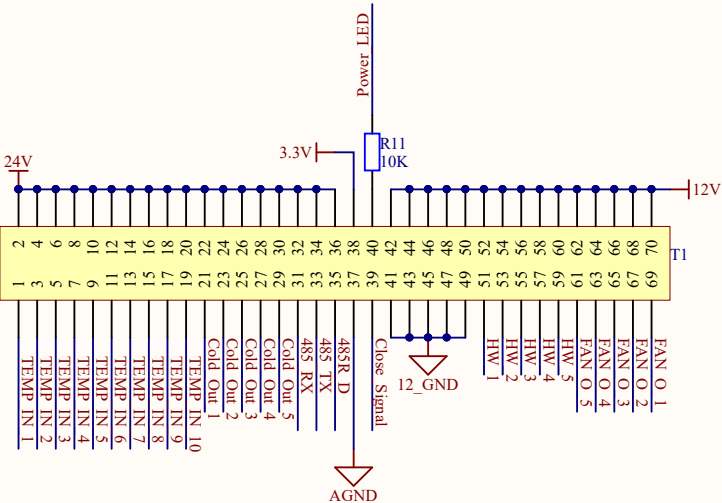 Power LED
R11
10K
3.3V
24V
12V
2 4 6 8 10 12 14 16 18 20 22 24 26 28 30 32 34 36 38 40 42 44 46 48 50 52 54 56 58 60 62 64 66 68 70
T1
1 3 5 7 9 11 13 15 17 19 21 23 25 27 29 31 33 35 37 39 41 43 45 47 49 51 53 55 57 59 61 63 65 67 69
TEMP IN 1
TEMP IN 2
TEMP IN 3
TEMP IN 4
TEMP IN 5
TEMP IN 6
TEMP IN 7
TEMP IN 8
TEMP IN 9
TEMP IN 10
Cold Out 1
Cold Out 2
Cold Out 3
Cold Out 4
Cold Out 5
485 RX
485 TX
485R D
Close Signal
12_GND
HW 1
HW 2
HW 3
HW 4
HW 5
FAN O 5
FAN O 4
FAN O 3
FAN O 2
FAN O 1
AGND